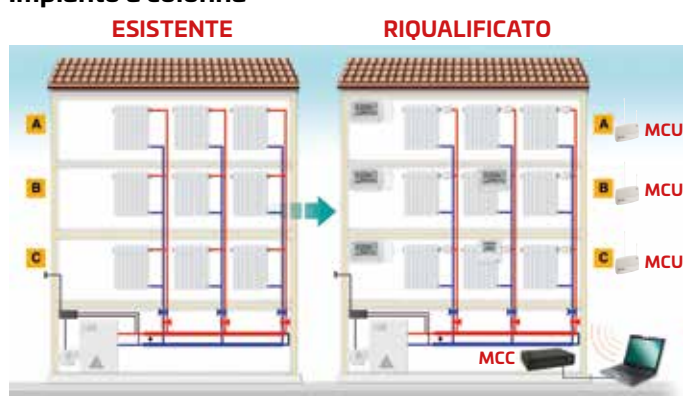 impianto a colonne
ESISTENTE
RIQUALIFICATO
A
B
C
A
MCU
B
MCU
C
MCU
MCC